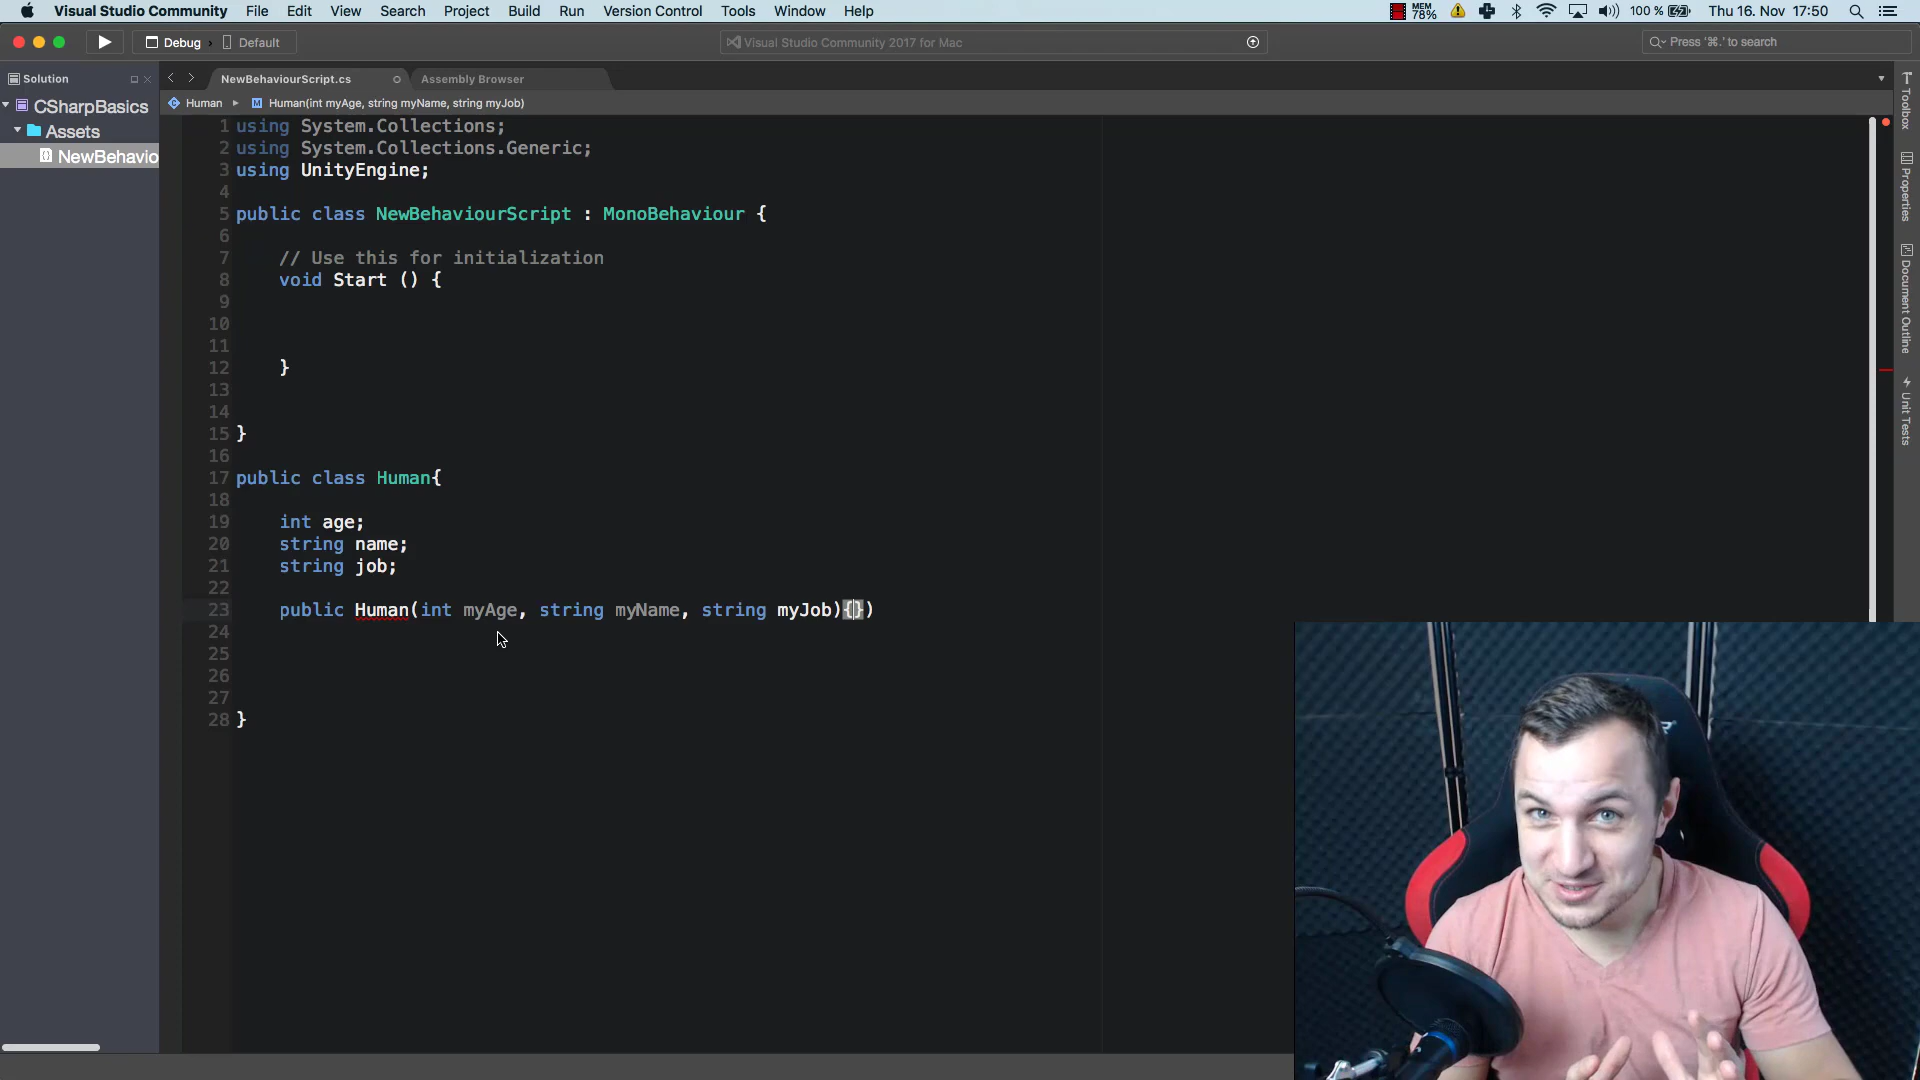 Visual Studio Community File Edit View Search Project Build Run Version Control Tools Window Help MEM 78% 100 % Thu 16. Nov 17:50
Debug Default Visual Studio Community 2017 for Mac Press '⌘.' to search
Solution NewBehaviourScript.cs Assembly Browser
Human Human(int myAge, string myName, string myJob)
CSharpBasics
Assets
NewBehavio
1 using System.Collections;
2 using System.Collections.Generic;
3 using UnityEngine;
4
5 public class NewBehaviourScript : MonoBehaviour {
6
7 // Use this for initialization
8 void Start () {
9
10
11
12 }
13
14
15 }
16
17 public class Human{
18
19 int age;
20 string name;
21 string job;
22
23 public Human(int myAge, string myName, string myJob){})
24
25
26
27
28 }
Toolbox
Properties
Document Outline
Unit Tests